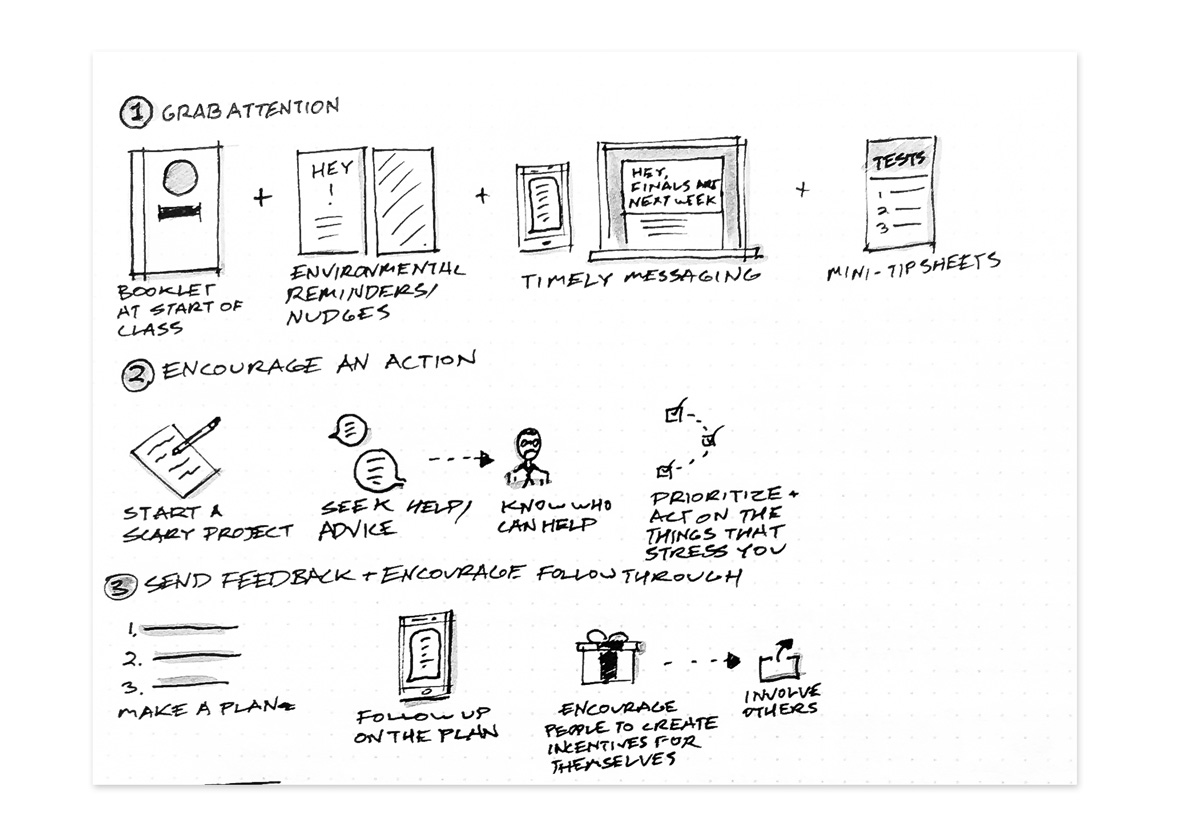 1 GRAB ATTENTION
HEY
!
HEY,
FINALS ARE
NEXT WEEK
TESTS
1
2
3
BOOKLET
AT START OF
CLASS
ENVIRONMENTAL
REMINDERS/
NUDGES
TIMELY MESSAGING
MINI-TIPSHEETS
2 ENCOURAGE AN ACTION
START A
SCARY PROJECT
SEEK HELP/
ADVICE
KNOW WHO
CAN HELP
PRIORITIZE +
ACT ON THE
THINGS THAT
STRESS YOU
3 SEND FEEDBACK + ENCOURAGE FOLLOW THROUGH
1.
2.
3.
MAKE A PLAN
FOLLOW UP
ON THE PLAN
ENCOURAGE
PEOPLE TO CREATE
INCENTIVES FOR
THEMSELVES
INVOLVE
OTHERS